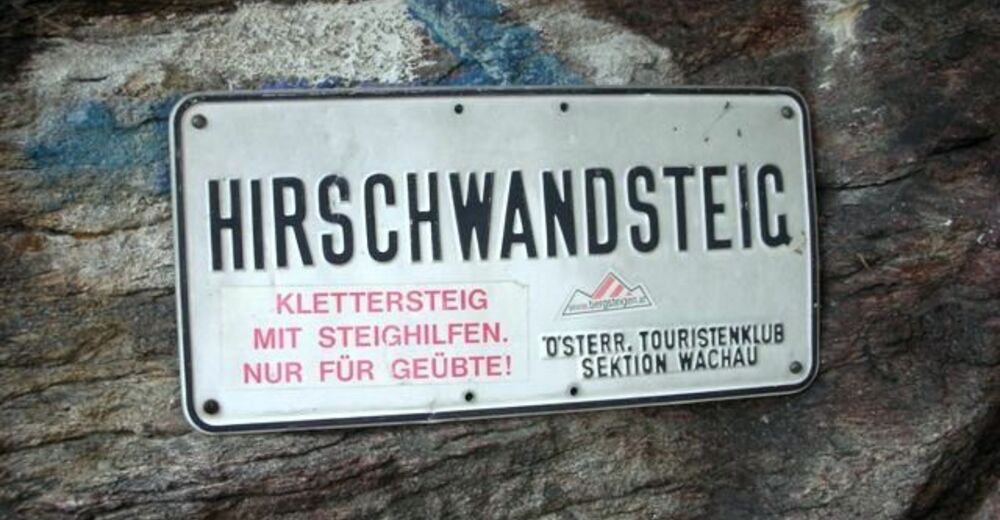 HIRSCHWANDSTEIG
KLETTERSTEIG
MIT STEIGHILFEN.
NUR FÜR GEÜBTE!
www.bergsteigen.at
ÖSTERR. TOURISTENKLUB
SEKTION WACHAU